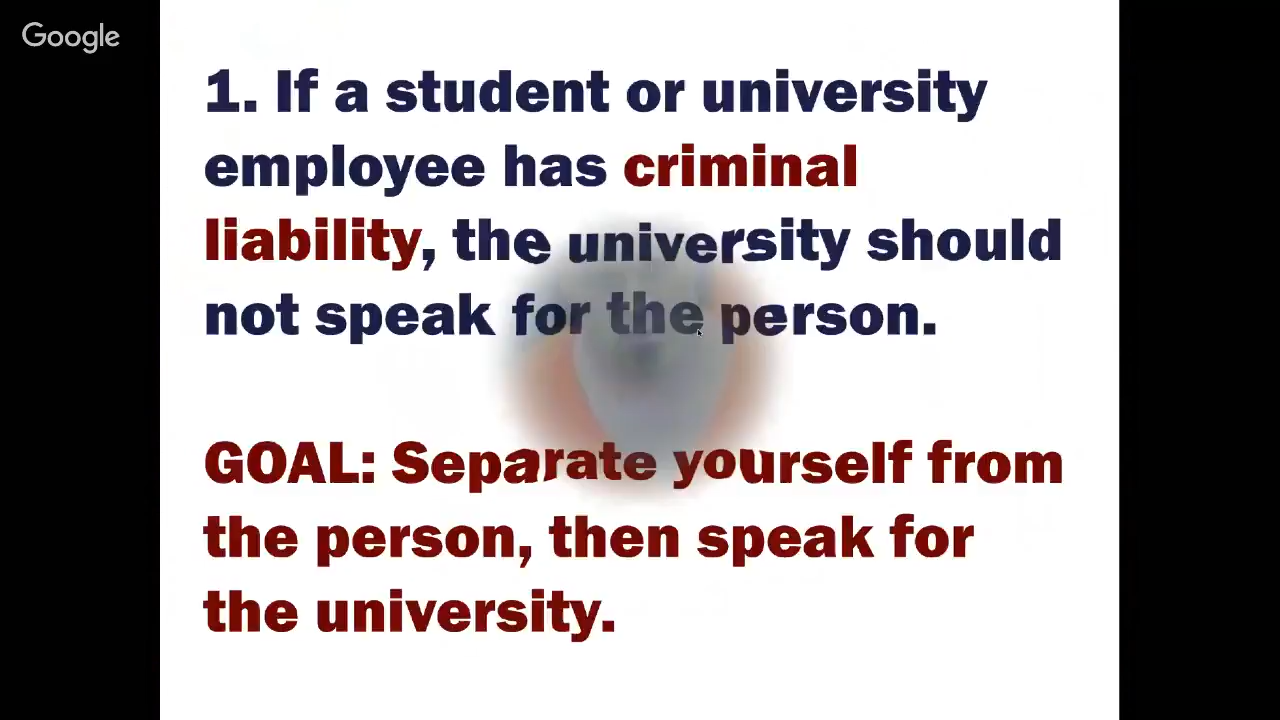 Google
1. If a student or university
employee has criminal
liability, the university should
not speak for the person.
GOAL: Separate yourself from
the person, then speak for
the university.